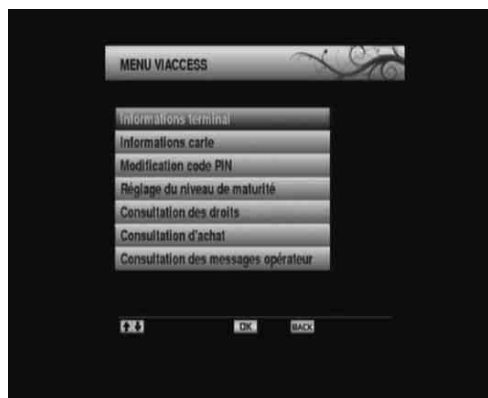 MENU VIACCESS
Informations terminal
Informations carte
Modification code PIN
Réglage du niveau de maturité
Consultation des droits
Consultation d'achat
Consultation des messages opérateur
OK BACK